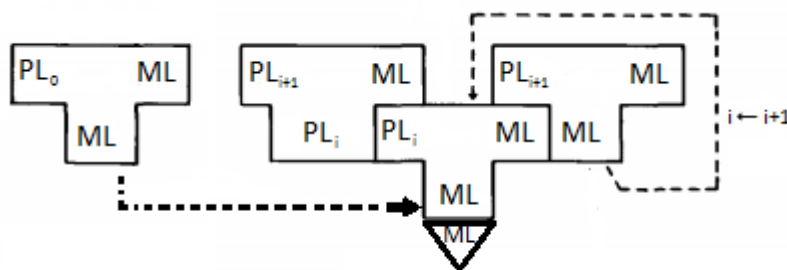 PL₀ ML
ML
PLᵢ₊₁ ML
PLᵢ
PLᵢ ML
ML
ML
PLᵢ₊₁ ML
ML
i ← i+1